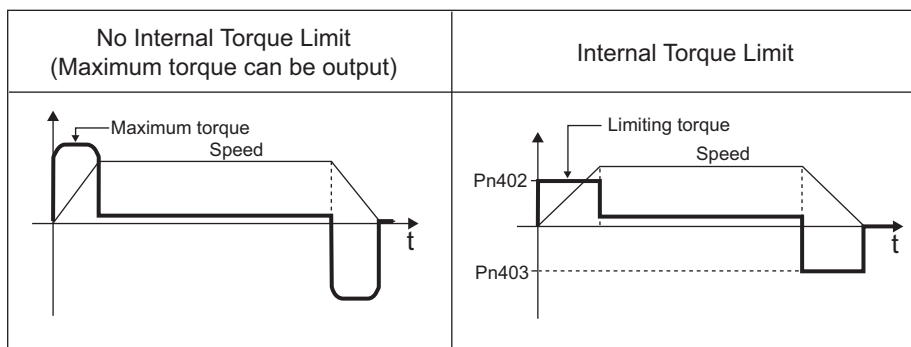 No Internal Torque Limit
(Maximum torque can be output)
Internal Torque Limit
Maximum torque
Speed
t
Limiting torque
Speed
Pn402
t
Pn403